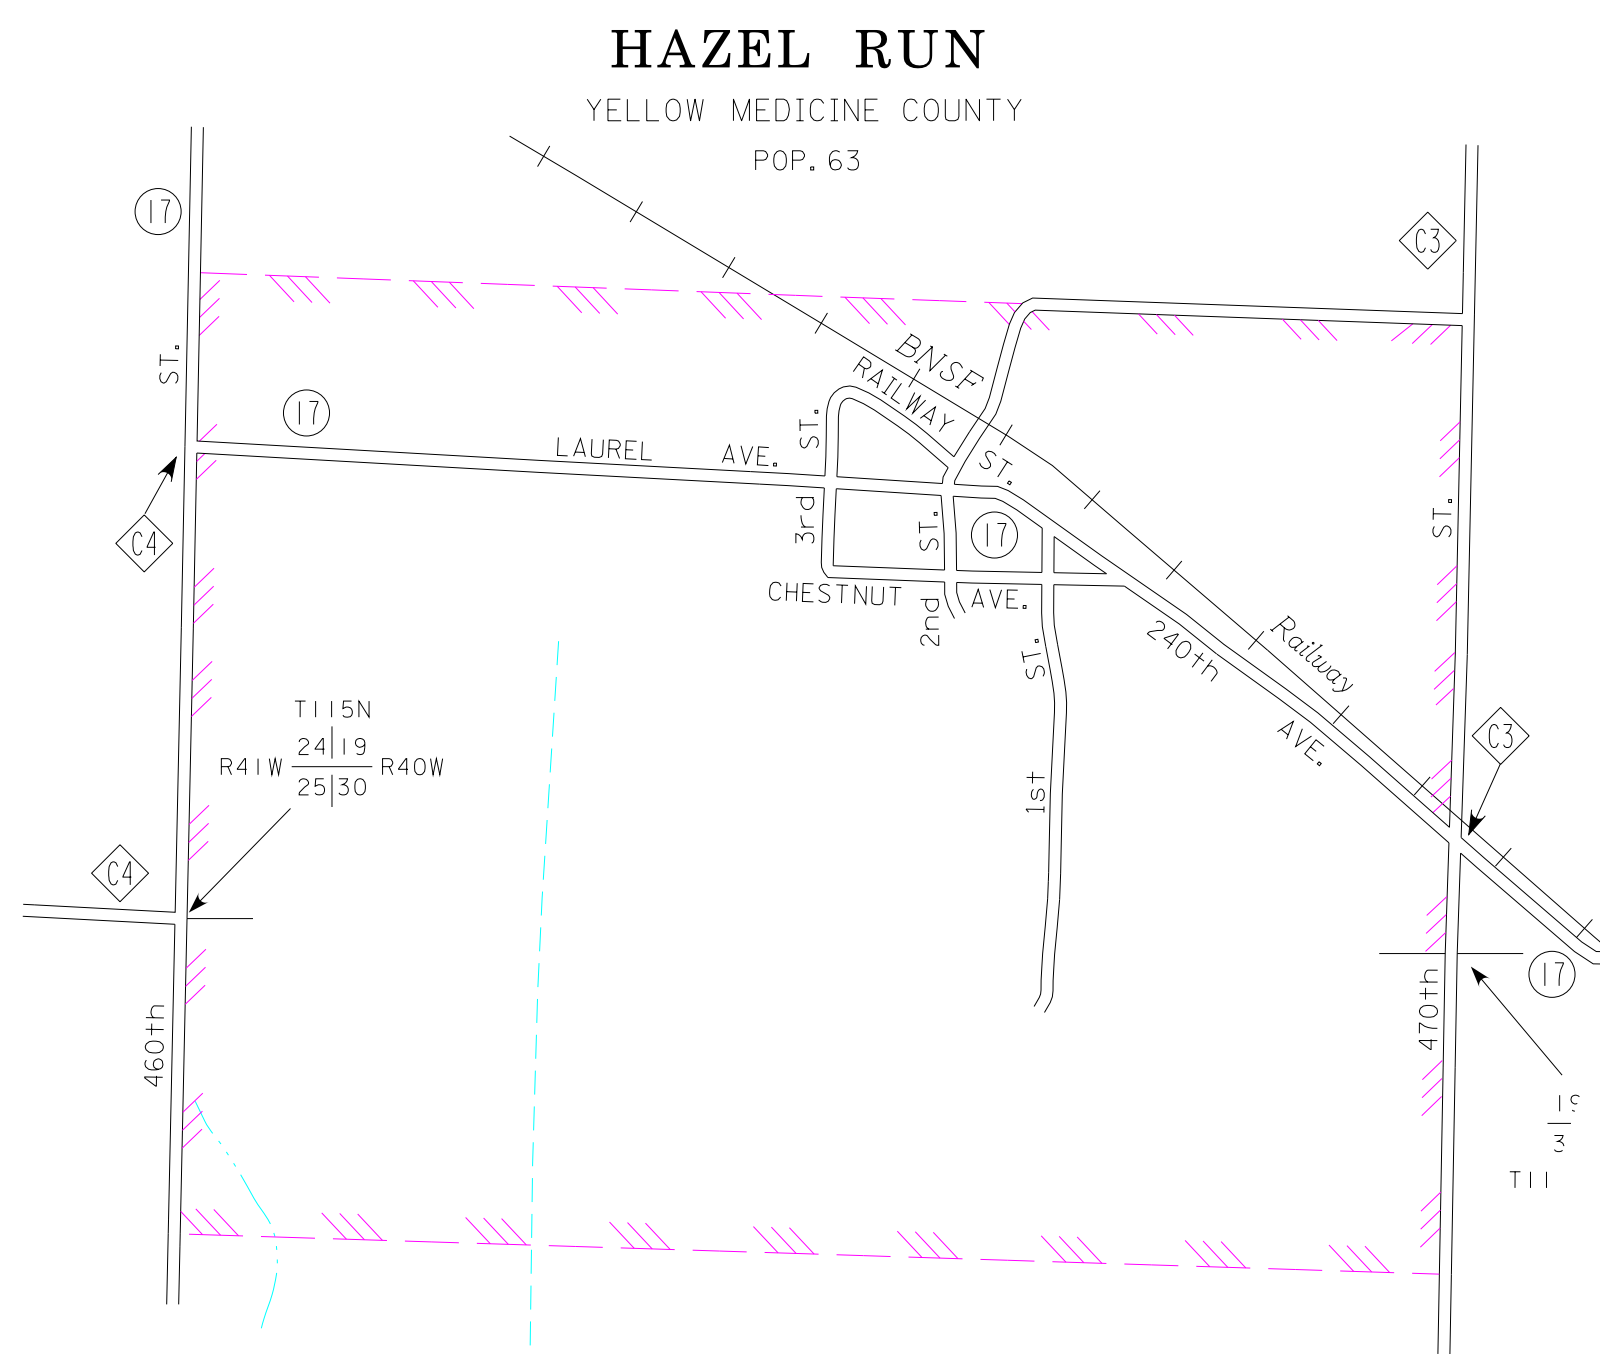 HAZEL RUN
YELLOW MEDICINE COUNTY
POP. 63
17
C3
ST.
BNSF
RAILWAY ST.
17
LAUREL AVE.
ST.
3rd
C4
ST.
17
ST.
CHESTNUT AVE.
2nd
ST.
240th AVE.
Railway
T115N
24 19
R41W R40W
25 30
C3
1st
C4
17
460th
470th
19
3
T11